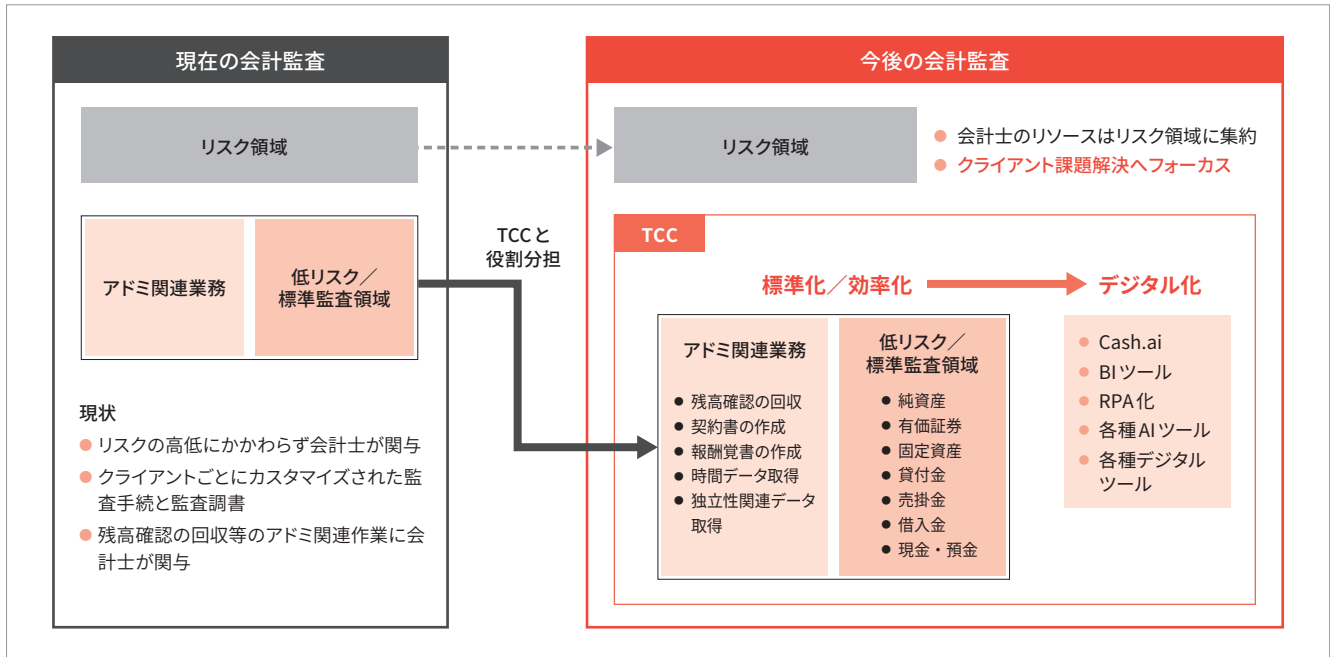 現在の会計監査
リスク領域
アドミ関連業務
低リスク／
標準監査領域
現状
リスクの高低にかかわらず会計士が関与
クライアントごとにカスタマイズされた監
査手続と監査調書
残高確認の回収等のアドミ関連作業に会
計士が関与
TCCと
役割分担
今後の会計監査
リスク領域
会計士のリソースはリスク領域に集約
クライアント課題解決へフォーカス
TCC
標準化／効率化
デジタル化
アドミ関連業務
残高確認の回収
契約書の作成
報酬覚書の作成
時間データ取得
独立性関連データ
取得
低リスク／
標準監査領域
純資産
有価証券
固定資産
貸付金
売掛金
借入金
現金・預金
Cash.ai
BIツール
RPA化
各種AIツール
各種デジタル
ツール